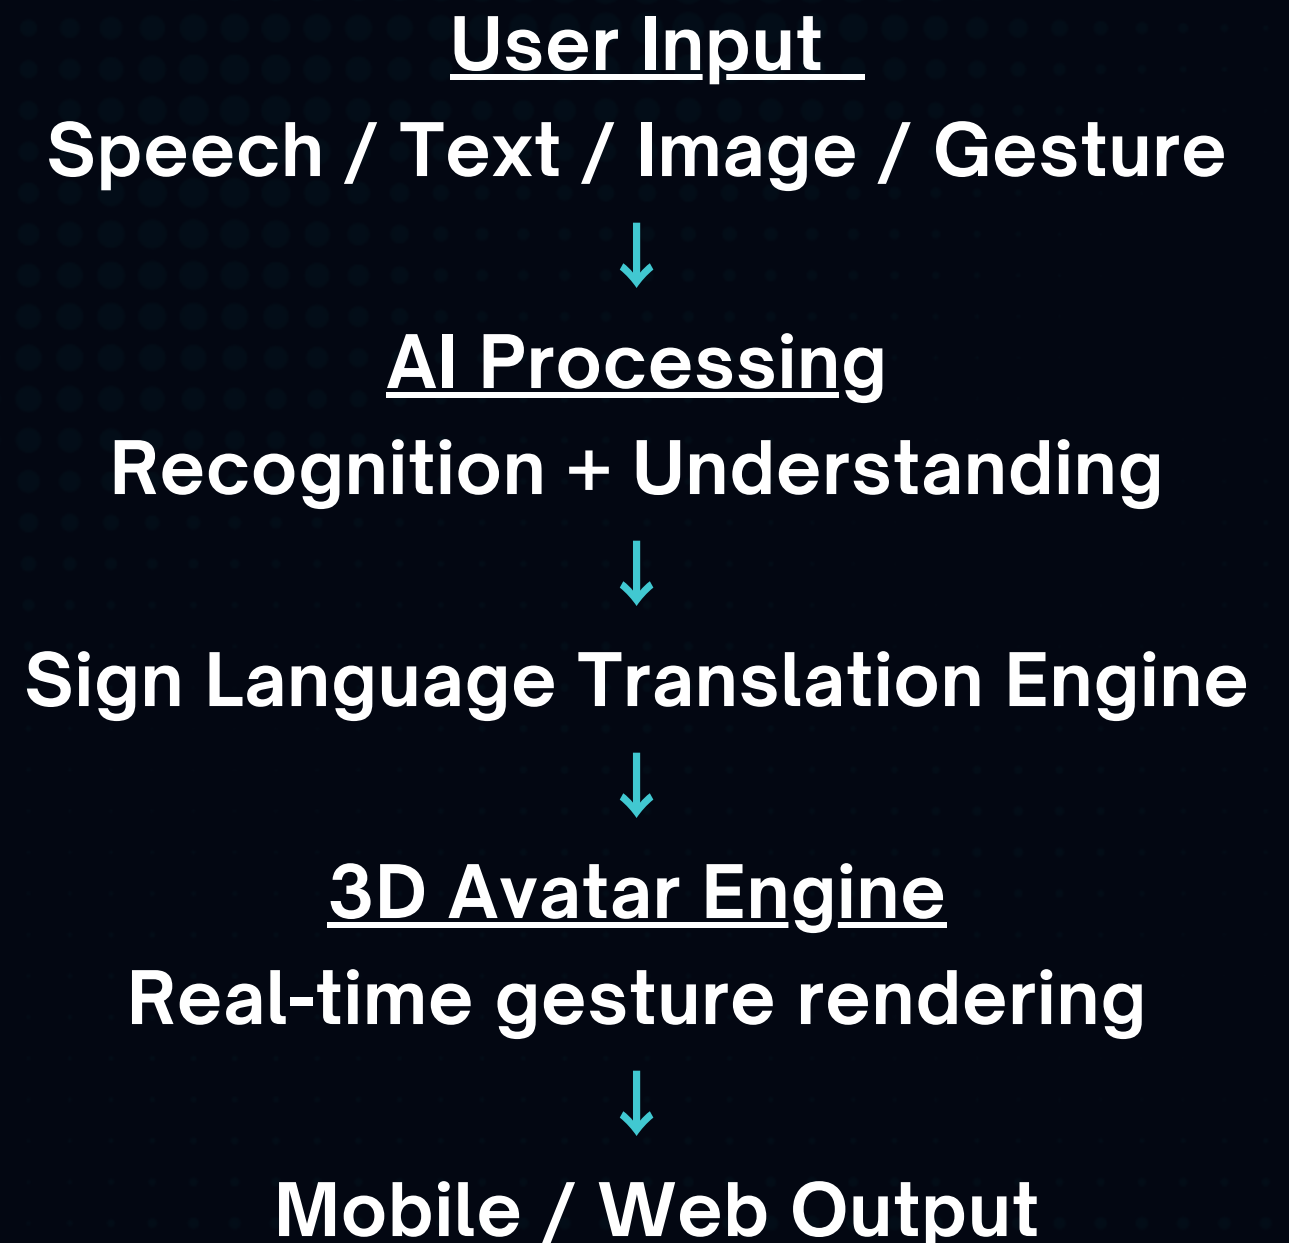 User Input
Speech / Text / Image / Gesture
↓
AI Processing
Recognition + Understanding
↓
Sign Language Translation Engine
↓
3D Avatar Engine
Real-time gesture rendering
↓
Mobile / Web Output